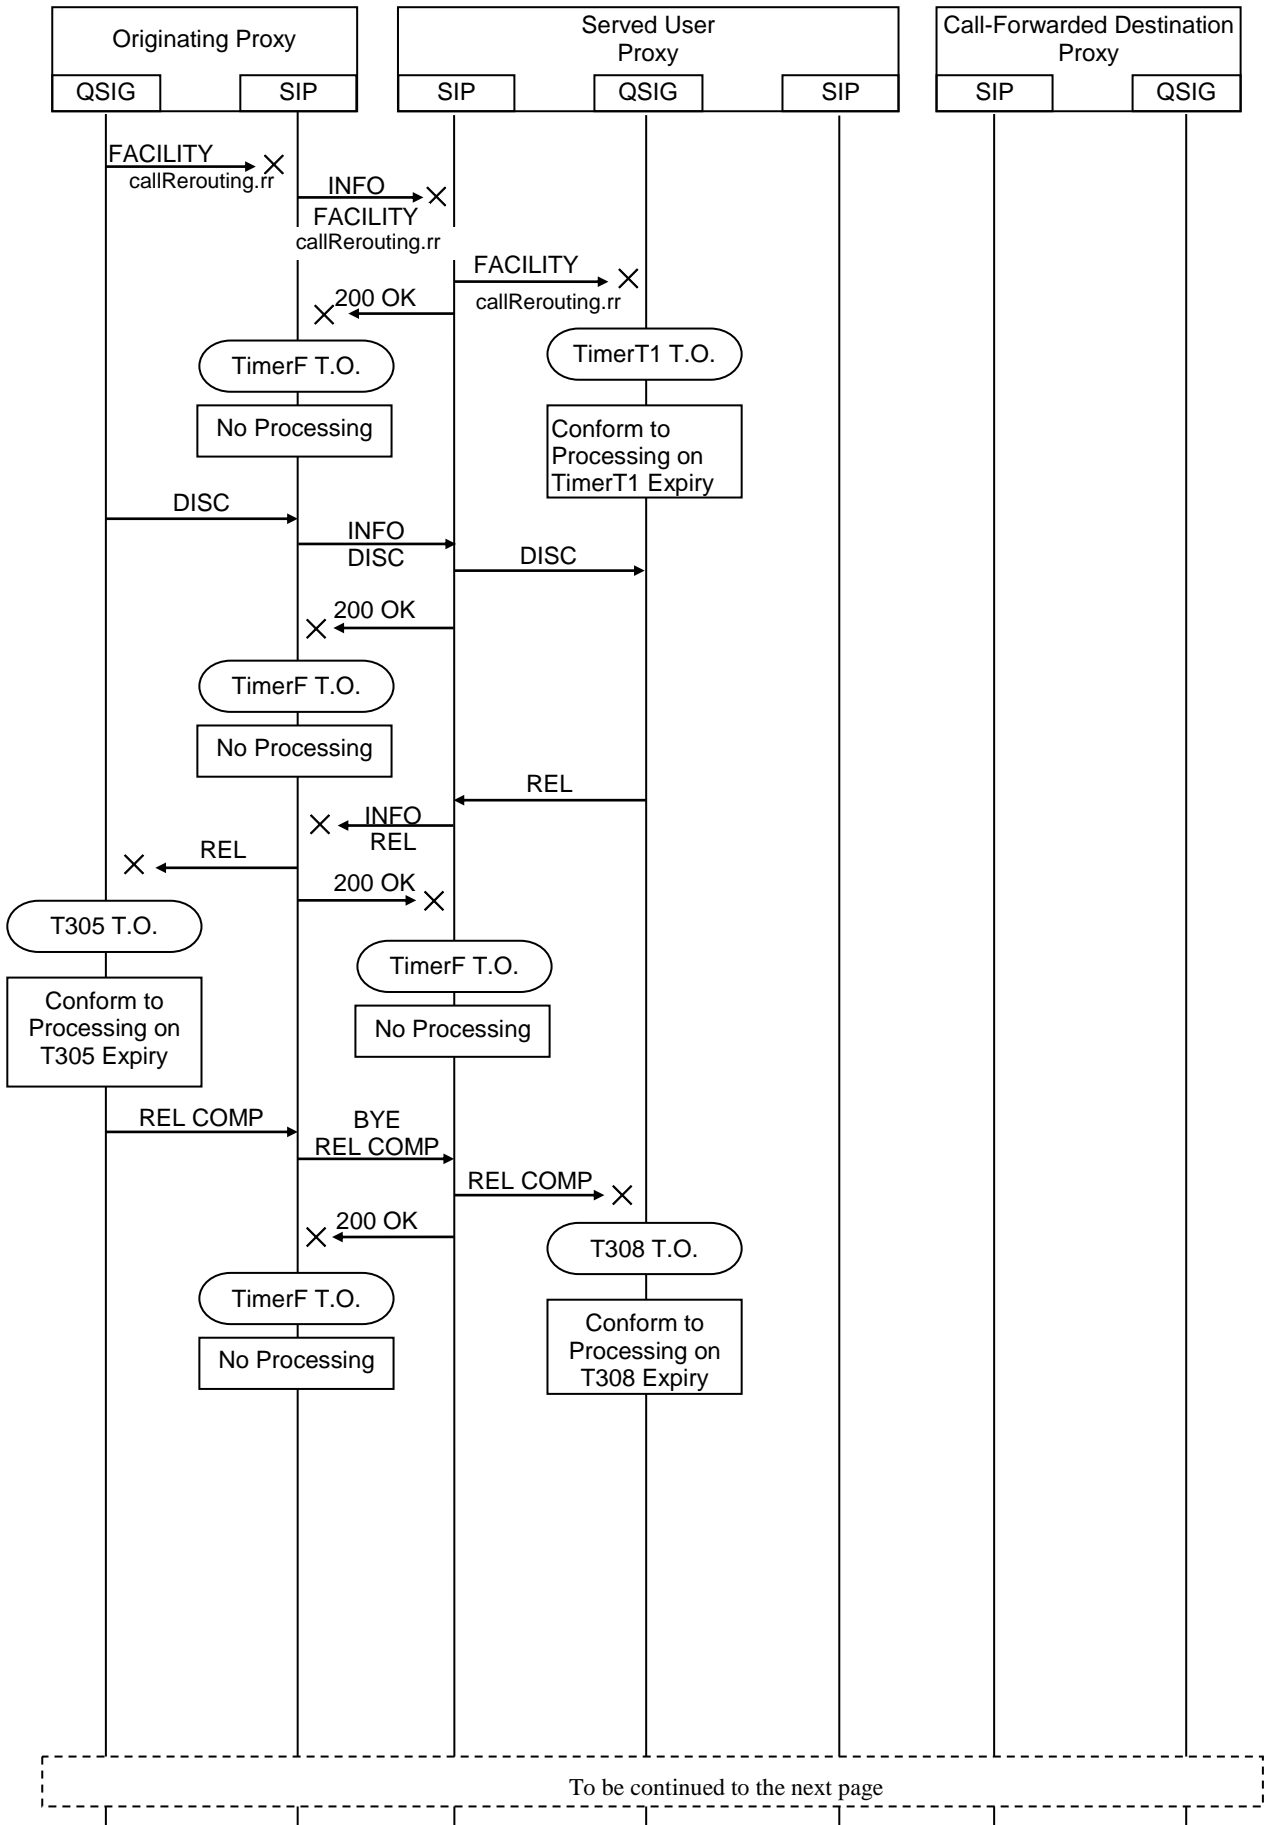 Originating Proxy
Served User
Proxy
Call-Forwarded Destination
Proxy
QSIG
SIP
SIP
QSIG
SIP
SIP
QSIG
FACILITY
callRerouting.rr
INFO
FACILITY
callRerouting.rr
FACILITY
callRerouting.rr
200 OK
TimerF T.O.
TimerT1 T.O.
No Processing
Conform to
Processing on
TimerT1 Expiry
DISC
INFO
DISC
DISC
200 OK
TimerF T.O.
No Processing
REL
INFO
REL
REL
200 OK
T305 T.O.
TimerF T.O.
Conform to
Processing on
T305 Expiry
No Processing
REL COMP
BYE
REL COMP
REL COMP
200 OK
T308 T.O.
TimerF T.O.
Conform to
Processing on
T308 Expiry
No Processing
To be continued to the next page